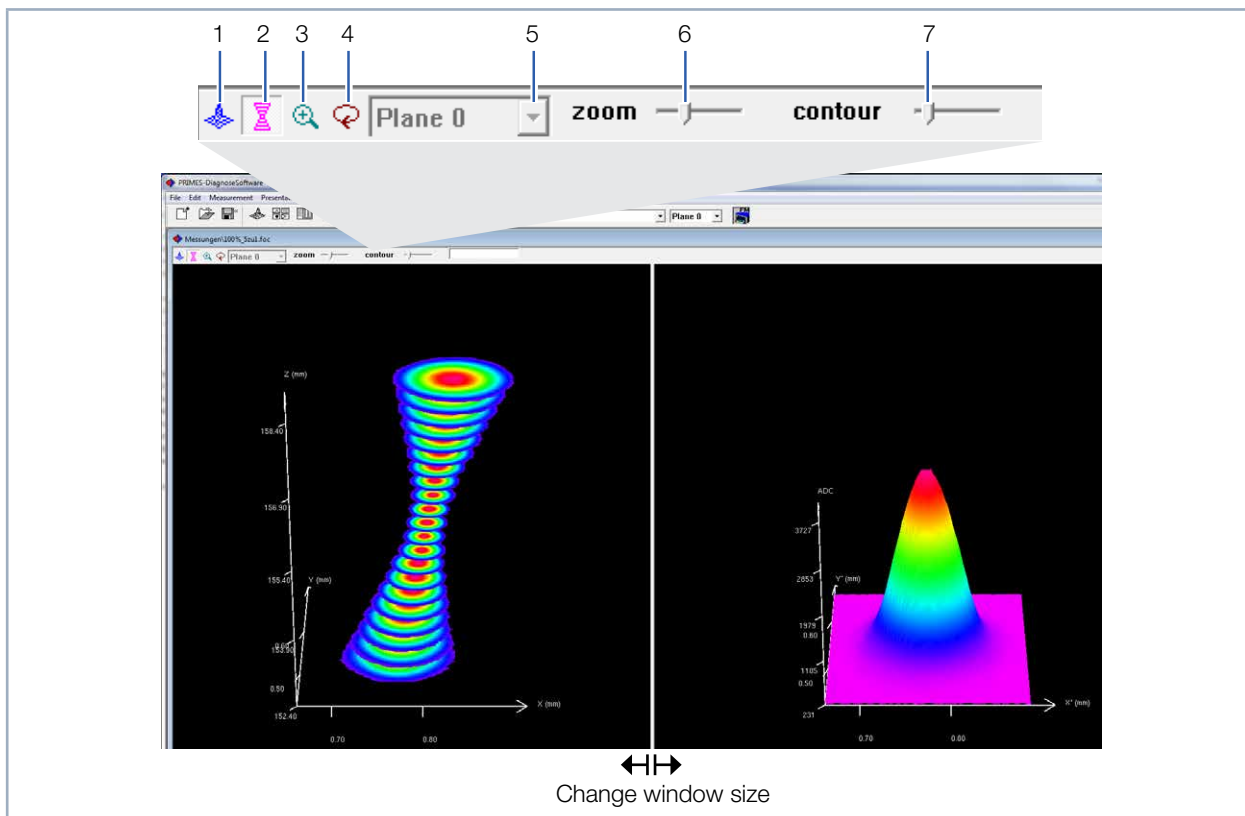 1 2 3 4 5 6 7
Plane 0 zoom contour
PRIMES-DiagnoseSoftware
File Edit Measurement
Plane 0
Messungen\100%_5zu1.foc
Plane 0 zoom contour
Z (mm)
158.40
156.90
155.40
Y (mm)
153.90
0.50
152.40
X (mm)
0.70 0.80
ADC
3727
2853
Y" (mm)
1979
0.60
1105
0.50
231
X" (mm)
0.70 0.80
Change window size